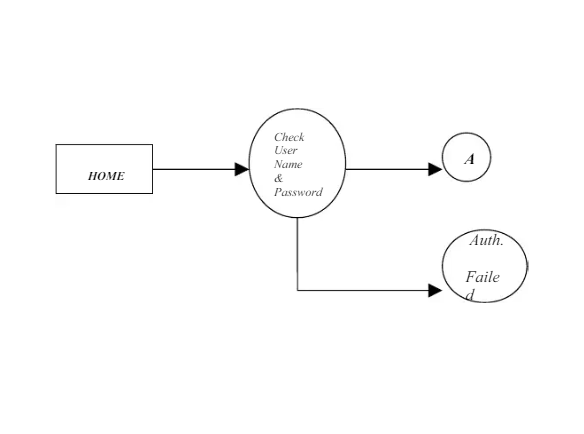 HOME
Check
User
Name
&
Password
A
Auth.
Faile
d